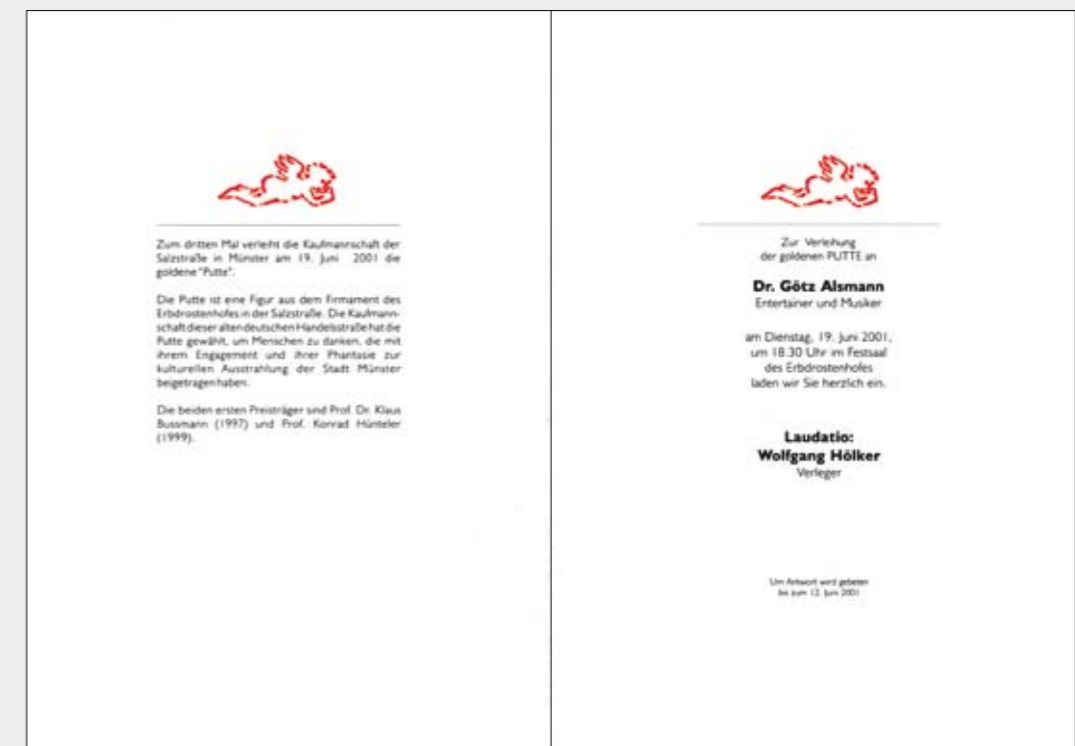 Zum dritten Mal verleiht die Kaufmannschaft der
Salzstraße in Münster am 19. Juni 2001 die
goldene "Putte".
Die Putte ist eine Figur aus dem Firmament des
Erbdrostenhofes in der Salzstraße. Die Kaufmann-
schaft dieser alten deutschen Handelsstraße hat die
Putte gewählt, um Menschen zu danken, die mit
ihrem Engagement und ihrer Phantasie zur
kulturellen Ausstrahlung der Stadt Münster
beigetragen haben.
Die beiden ersten Preisträger sind Prof. Dr. Klaus
Bussmann (1997) und Prof. Konrad Hünteler
(1999).
Zur Verleihung
der goldenen PUTTE an
Dr. Götz Alsmann
Entertainer und Musiker
am Dienstag, 19. Juni 2001,
um 18.30 Uhr im Festsaal
des Erbdrostenhofes
laden wir Sie herzlich ein.
Laudatio:
Wolfgang Hölker
Verleger
Um Antwort wird gebeten
bis zum 12. Juni 2001